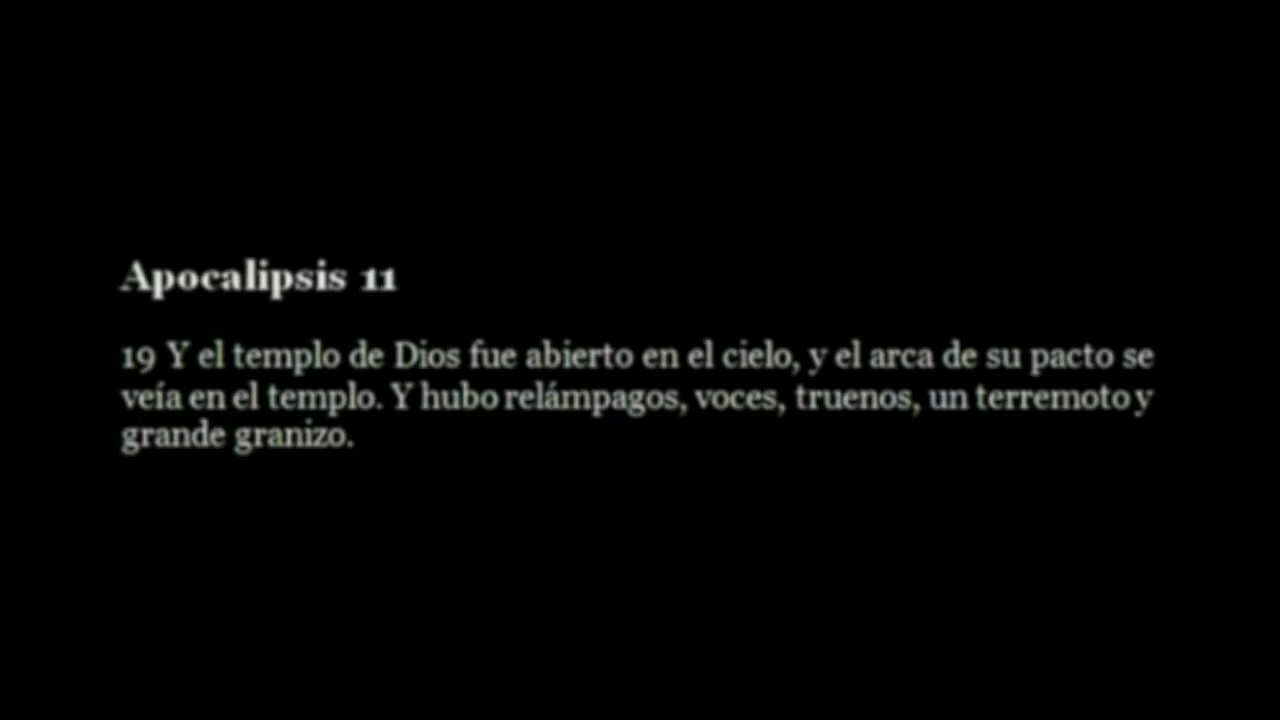 Apocalipsis 11
19 Y el templo de Dios fue abierto en el cielo, y el arca de su pacto se
veía en el templo. Y hubo relámpagos, voces, truenos, un terremoto y
grande granizo.